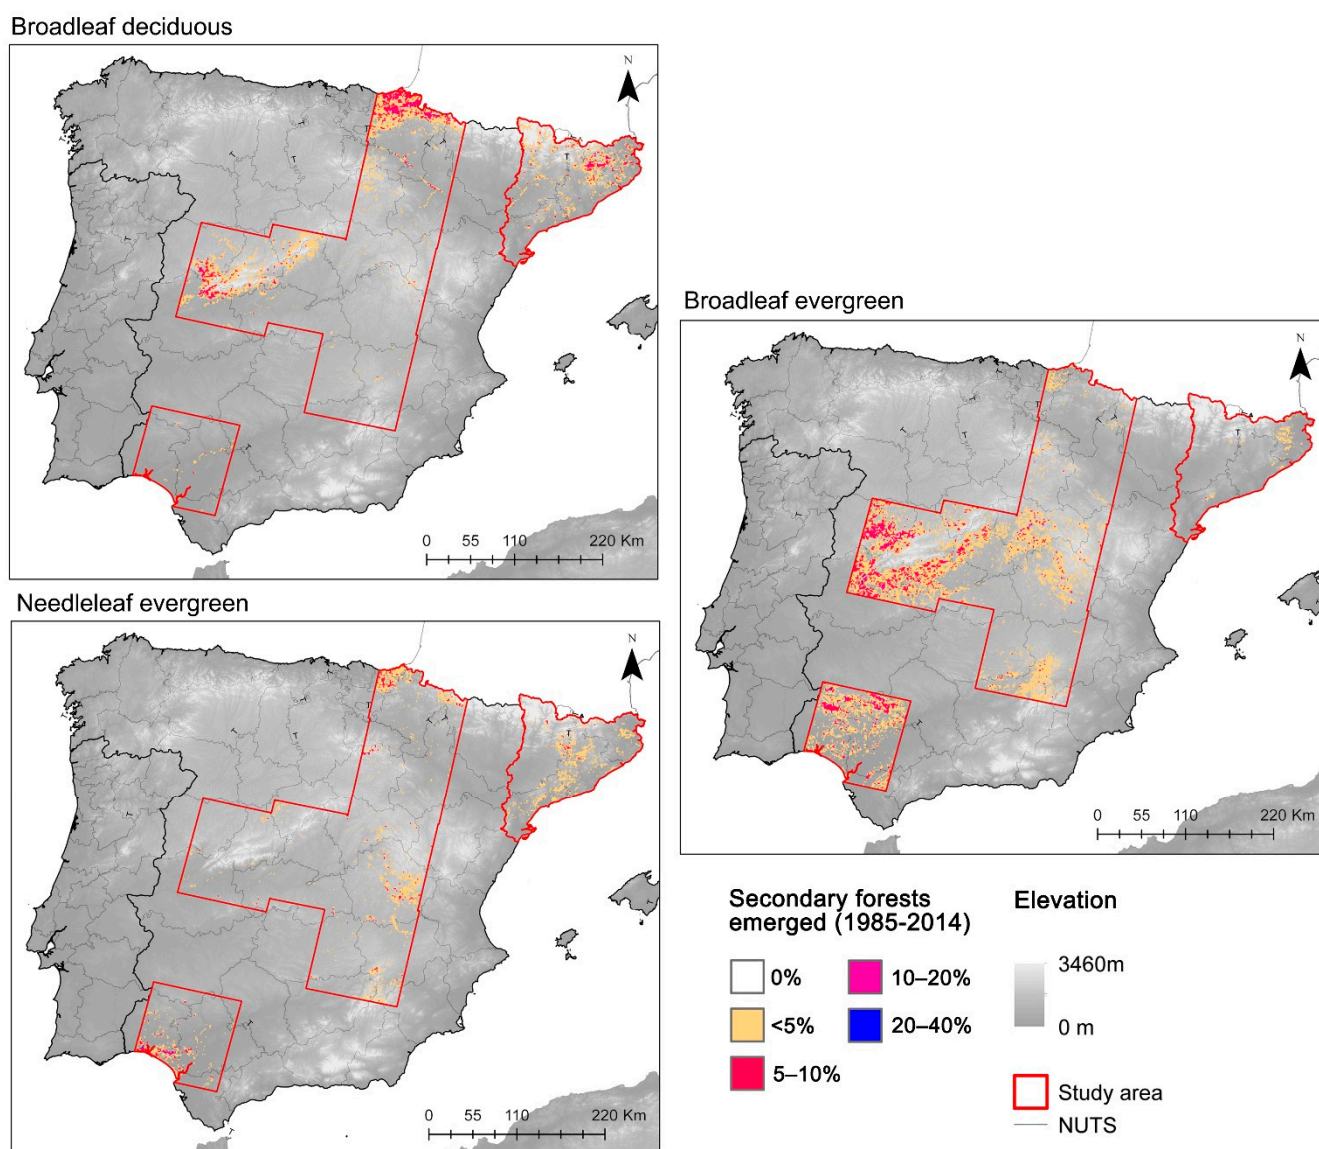 Broadleaf deciduous
N
0 55 110 220 Km
Broadleaf evergreen
N
0 55 110 220 Km
Needleleaf evergreen
N
0 55 110 220 Km
Secondary forests
emerged (1985-2014)
0%
<5%
5–10%
10–20%
20–40%
Elevation
3460m
0 m
Study area
NUTS